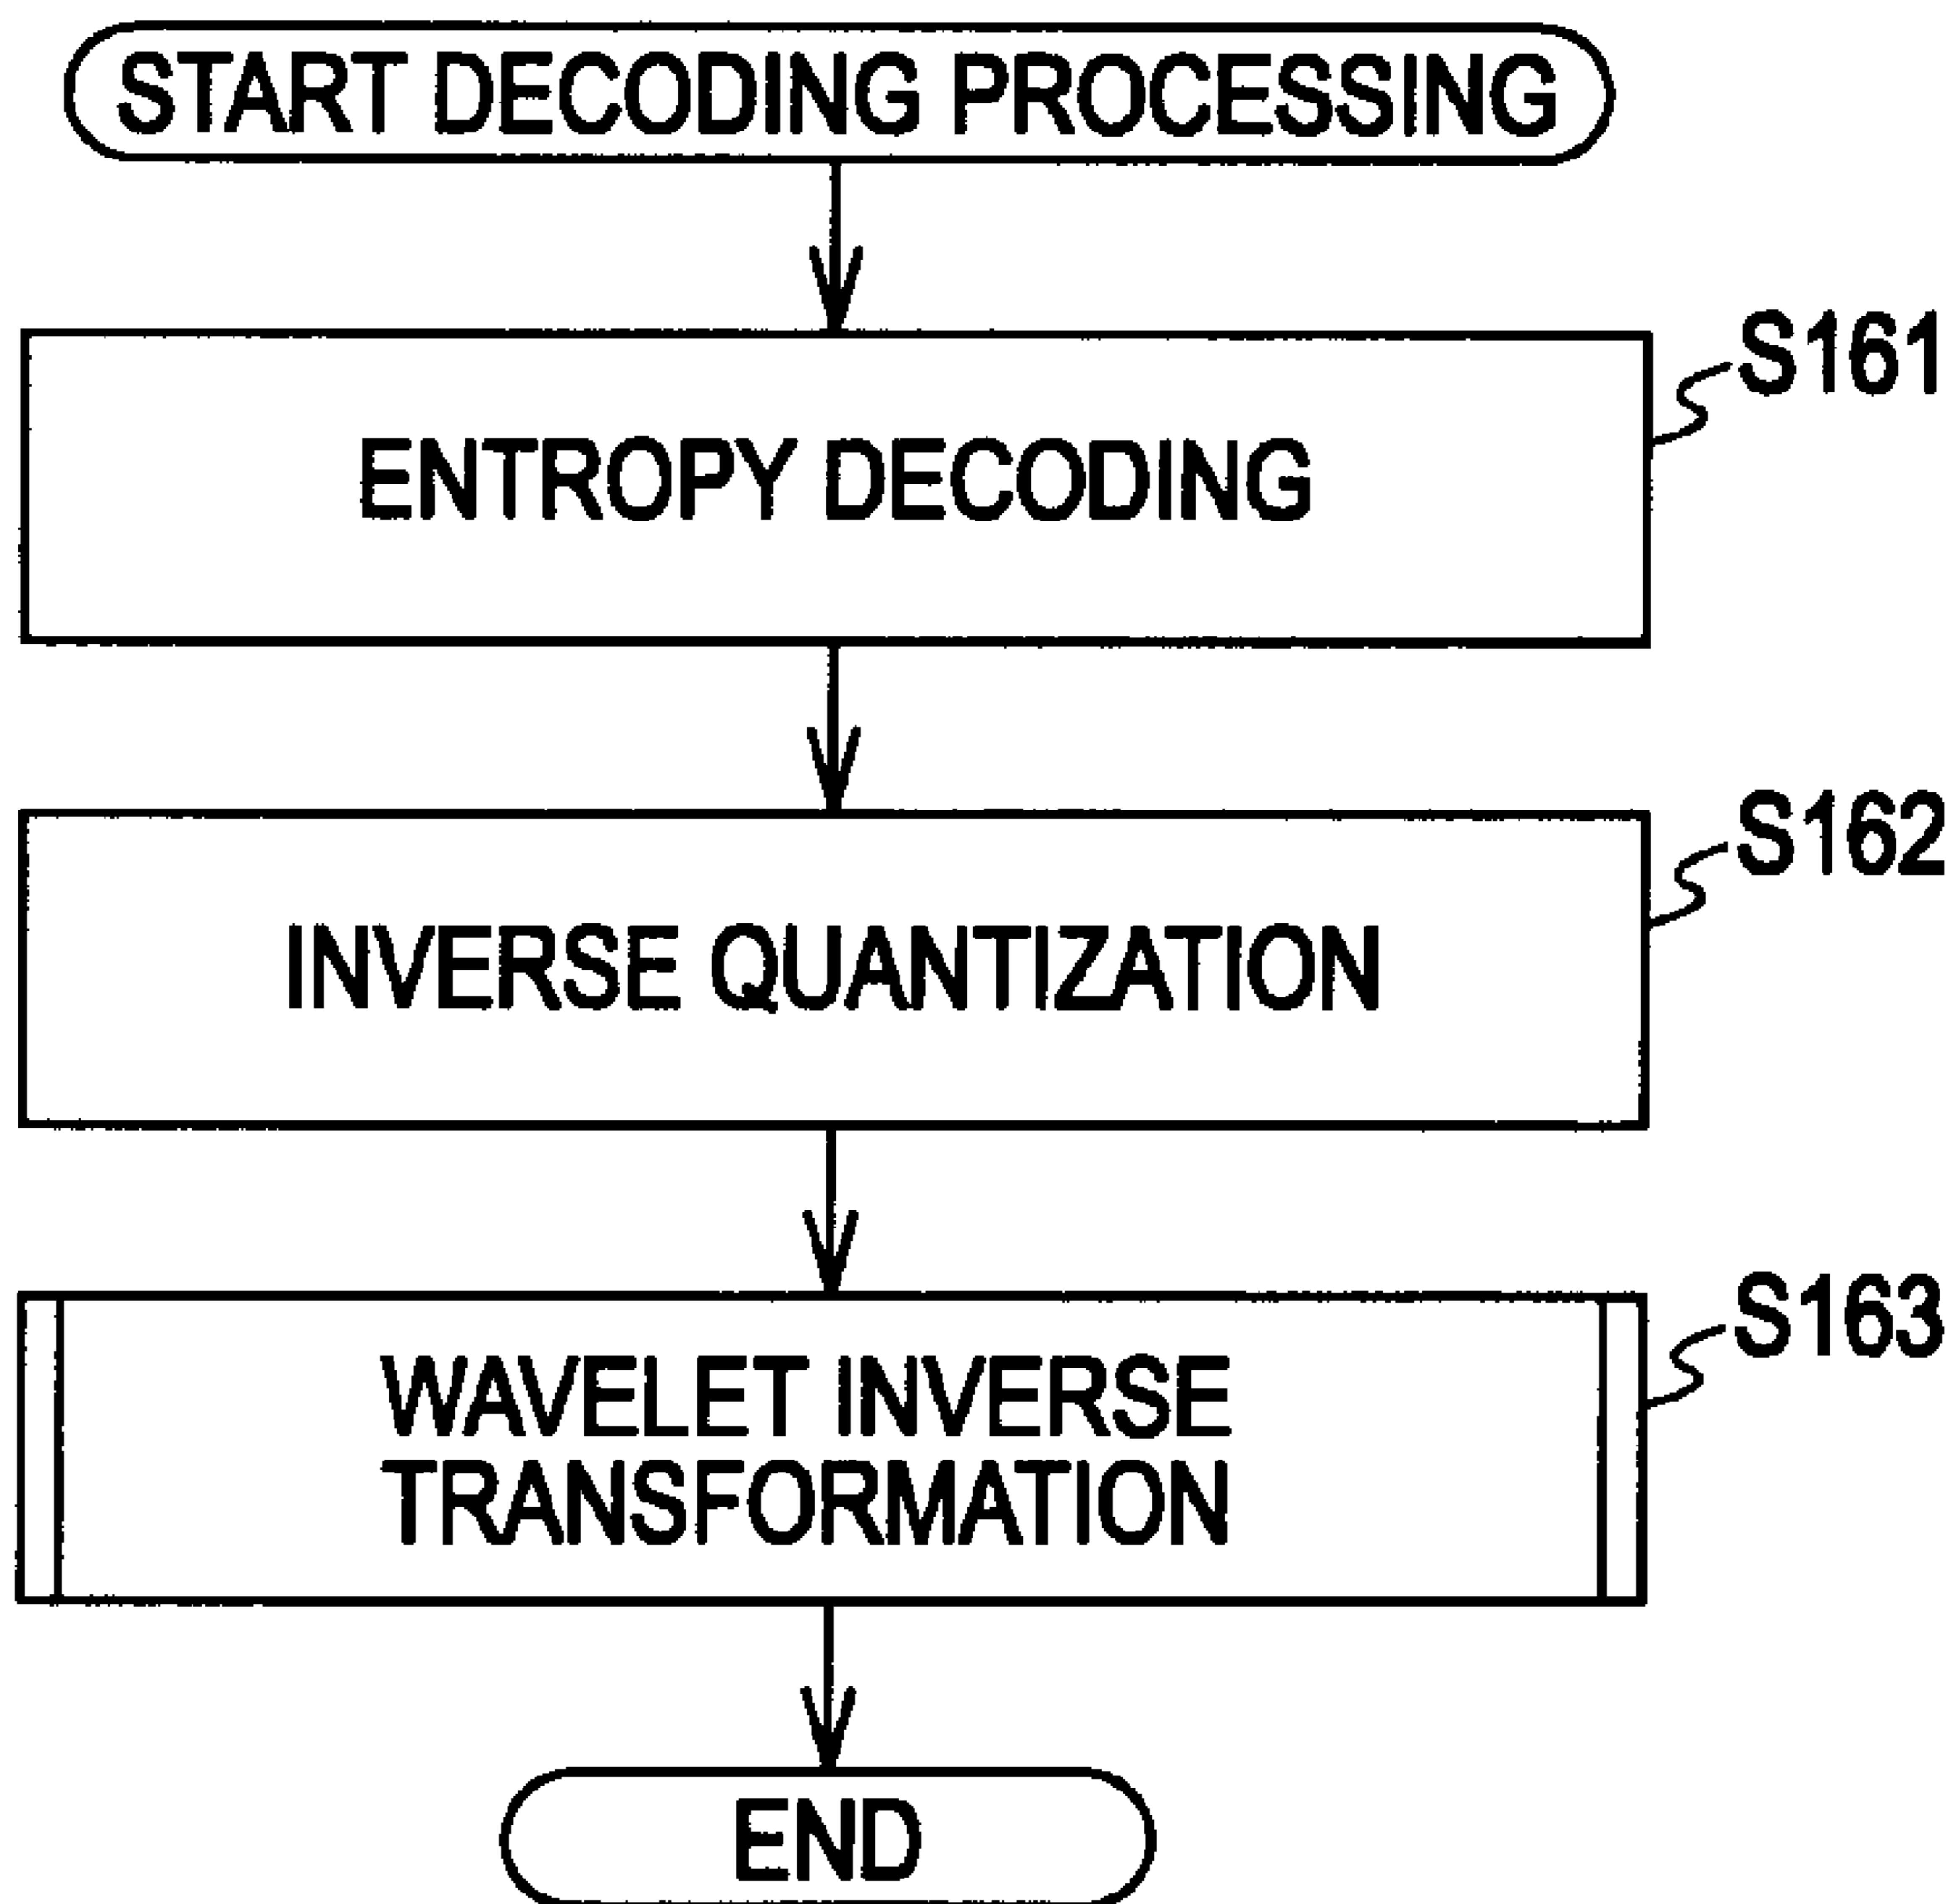 START DECODING PROCESSING
S161
ENTROPY DECODING
S162
INVERSE QUANTIZATION
S163
WAVELET INVERSE
TRANSFORMATION
END